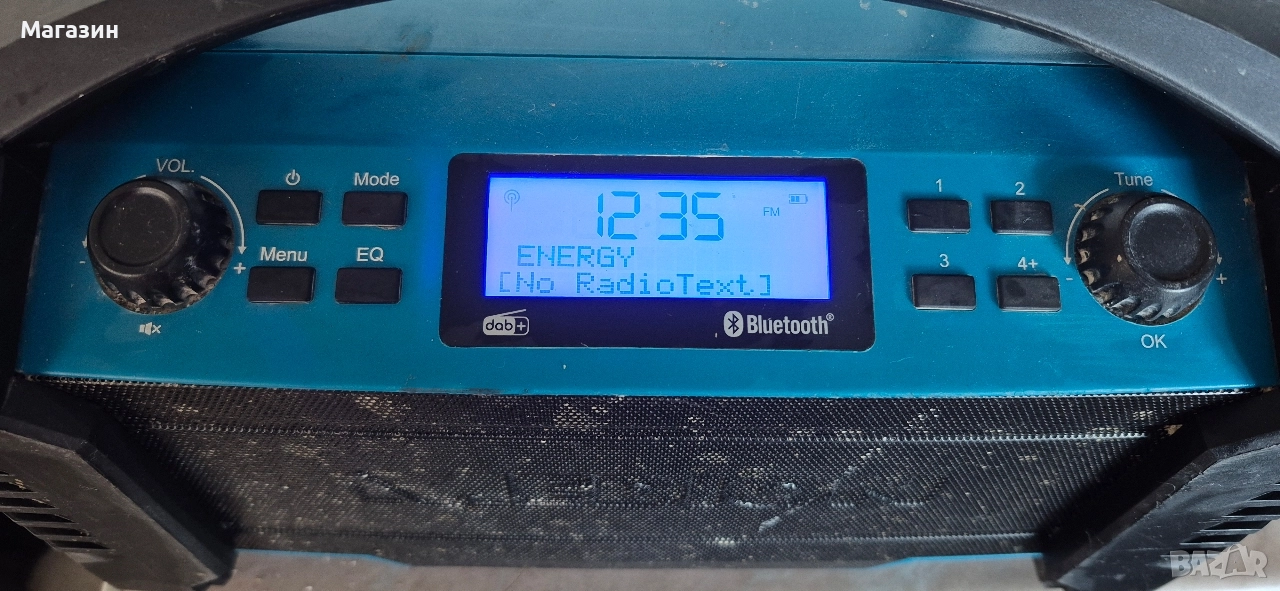 Магазин
VOL.
- +
Mode
Menu
EQ
12 35
FM
ENERGY
[No RadioText]
dab+
Bluetooth®
1
2
3
4+
Tune
- +
OK
BAZAR